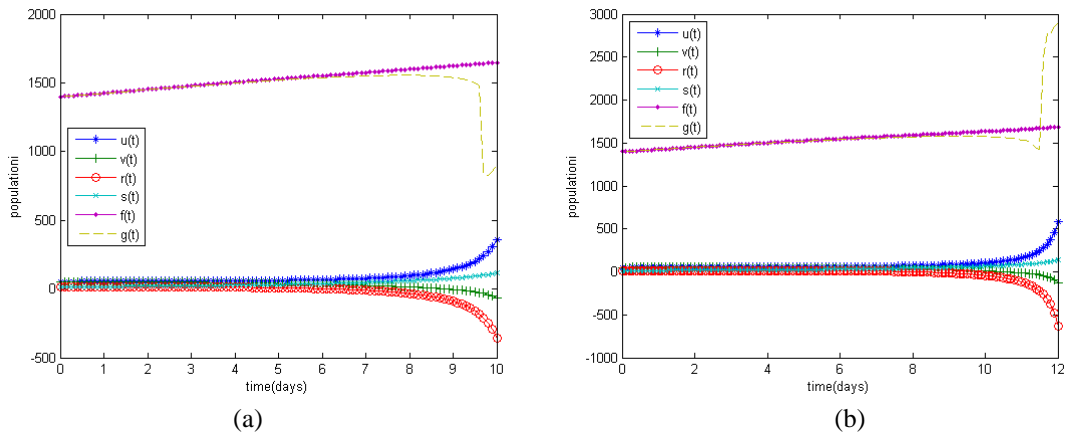 2000
1500
1000
500
0
-500
populationi
u(t)
v(t)
r(t)
s(t)
f(t)
g(t)
0 1 2 3 4 5 6 7 8 9 10
time(days)
(a)
3000
2500
2000
1500
1000
500
0
-500
-1000
populationi
u(t)
v(t)
r(t)
s(t)
f(t)
g(t)
0 2 4 6 8 10 12
time(days)
(b)